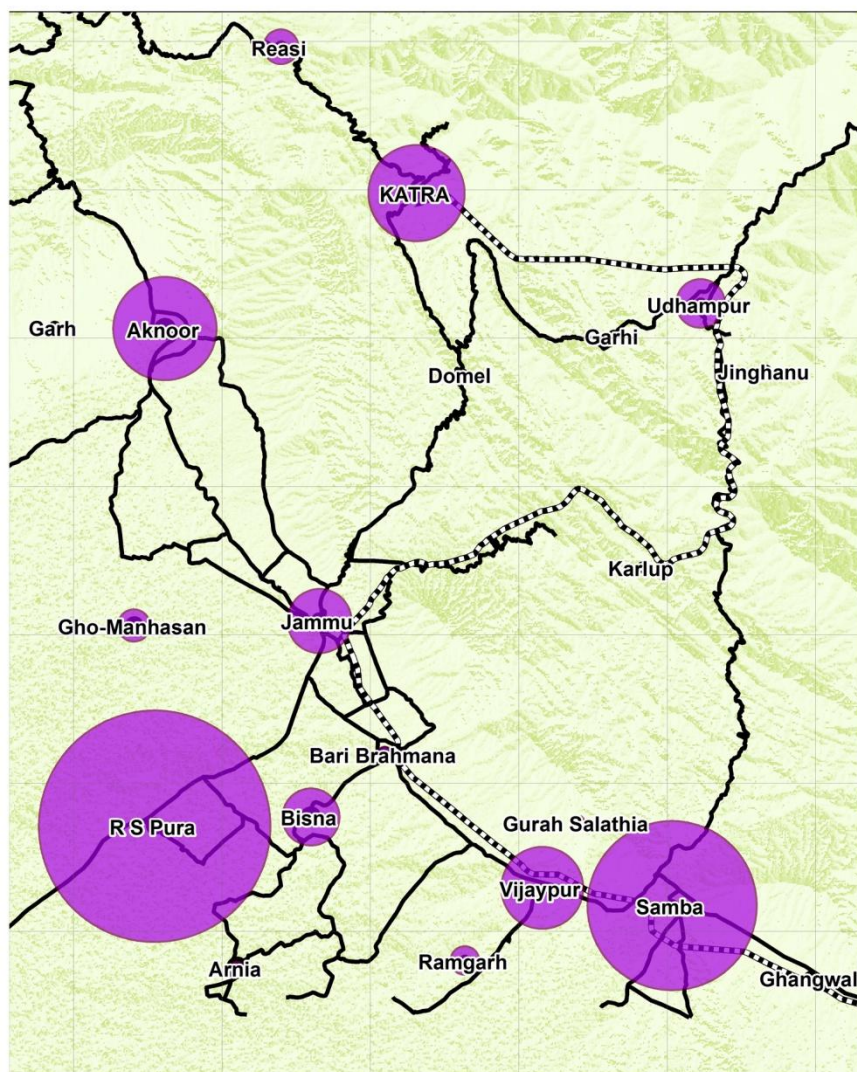 Reasi
KATRA
Udhampur
Garh
Aknoor
Garhi
Domel
Jinghanu
Karlup
Gho-Manhasan
Jammu
Bari Brahmana
R S Pura
Bisna
Gurah Salathia
Vijaypur
Samba
Arnia
Ramgarh
Ghangwal